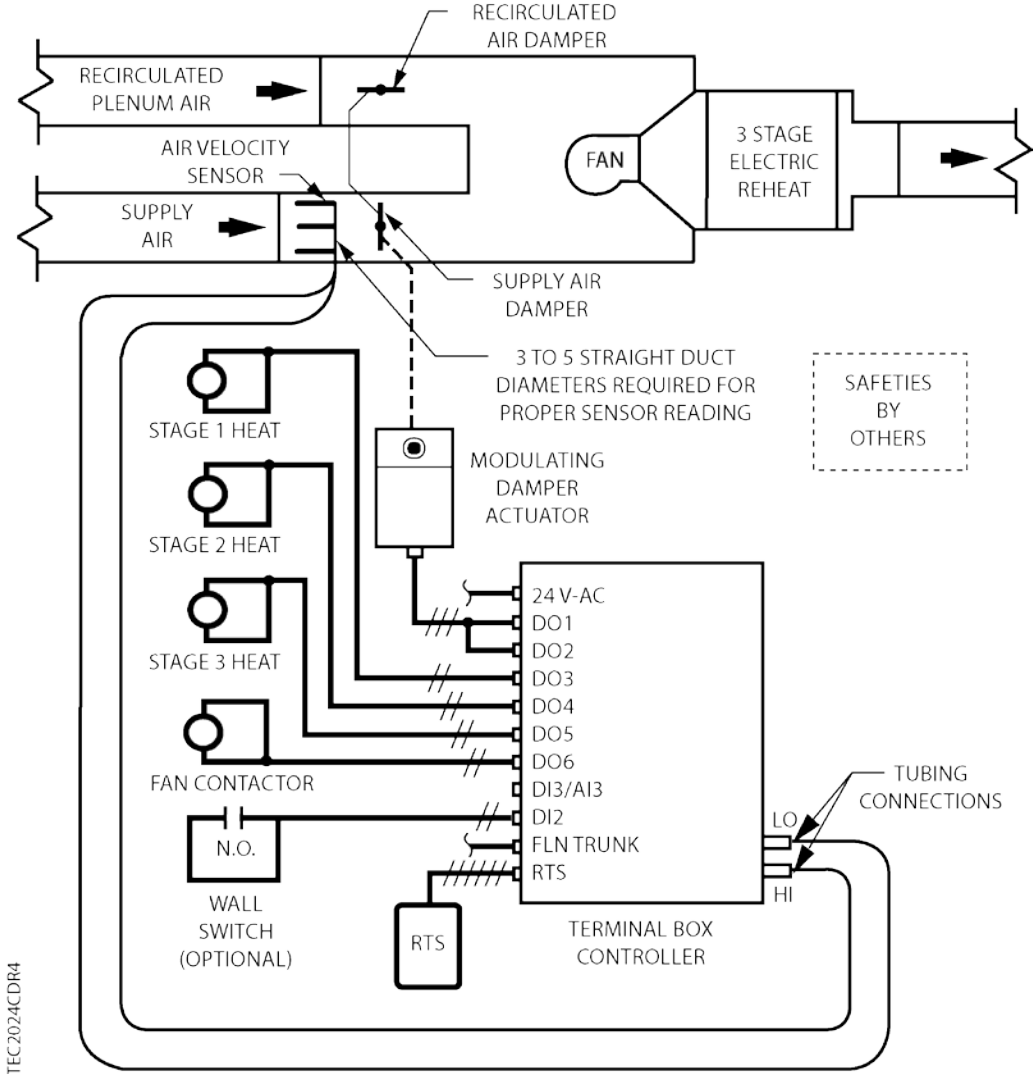 RECIRCULATED
AIR DAMPER
RECIRCULATED
PLENUM AIR
AIR VELOCITY
SENSOR
SUPPLY
AIR
FAN
3 STAGE
ELECTRIC
REHEAT
SUPPLY AIR
DAMPER
3 TO 5 STRAIGHT DUCT
DIAMETERS REQUIRED FOR
PROPER SENSOR READING
SAFETIES
BY
OTHERS
STAGE 1 HEAT
MODULATING
DAMPER
ACTUATOR
STAGE 2 HEAT
STAGE 3 HEAT
FAN CONTACTOR
N.O.
WALL
SWITCH
(OPTIONAL)
24 V-AC
DO1
DO2
DO3
DO4
DO5
DO6
DI3/AI3
DI2
FLN TRUNK
RTS
RTS
LO
HI
TUBING
CONNECTIONS
TERMINAL BOX
CONTROLLER
TEC2024CDR4